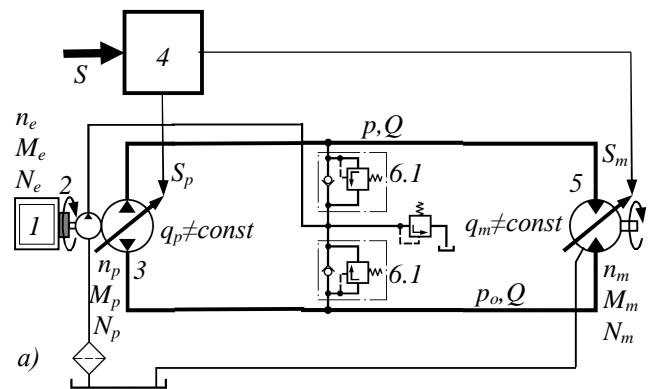 S
4
p,Q
n_e
M_e
N_e
2
1
S_p
q_p≠const
3
n_p
M_p
N_p
6.1
6.1
5
S_m
q_m≠const
p_o,Q
n_m
M_m
N_m
а)